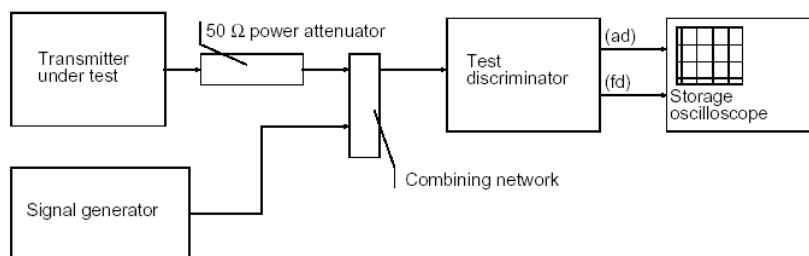 50 Ω power attenuator
Transmitter
under test
Test
discriminator
(ad)
(fd)
Storage
oscilloscope
Combining network
Signal generator